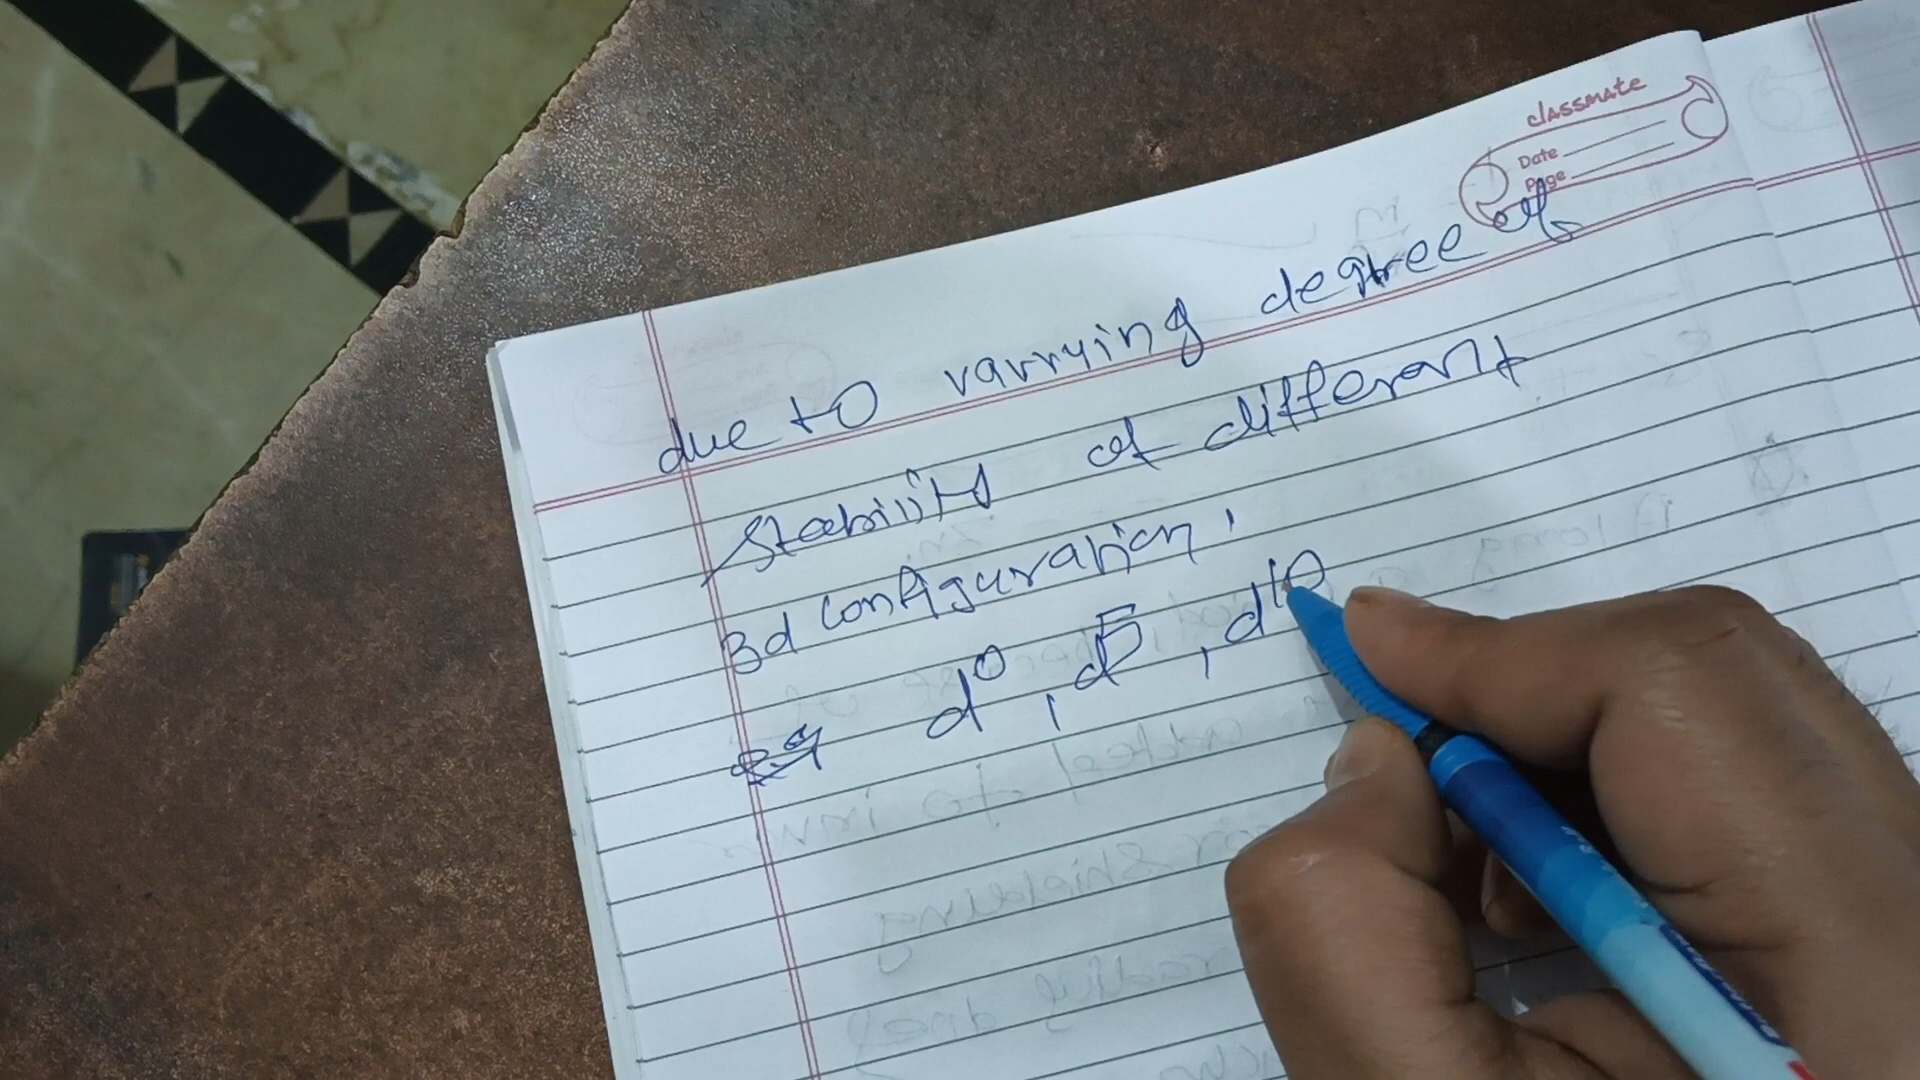 classmate
Date
Page
due to varrying degree of
stability of different
3d configuration,
d⁰, d⁵, d¹⁰